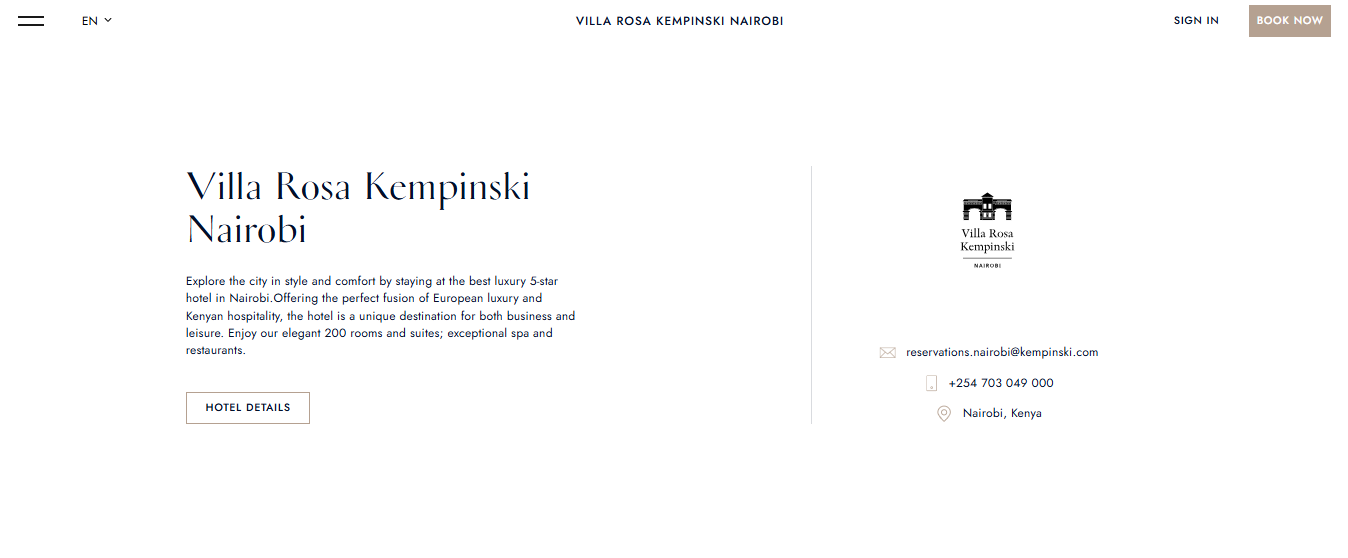 EN
VILLA ROSA KEMPINSKI NAIROBI
SIGN IN
BOOK NOW
Villa Rosa Kempinski
Nairobi
Explore the city in style and comfort by staying at the best luxury 5-star
hotel in Nairobi.Offering the perfect fusion of European luxury and
Kenyan hospitality, the hotel is a unique destination for both business and
leisure. Enjoy our elegant 200 rooms and suites; exceptional spa and
restaurants.
HOTEL DETAILS
Villa Rosa
Kempinski
NAIROBI
reservations.nairobi@kempinski.com
+254 703 049 000
Nairobi, Kenya